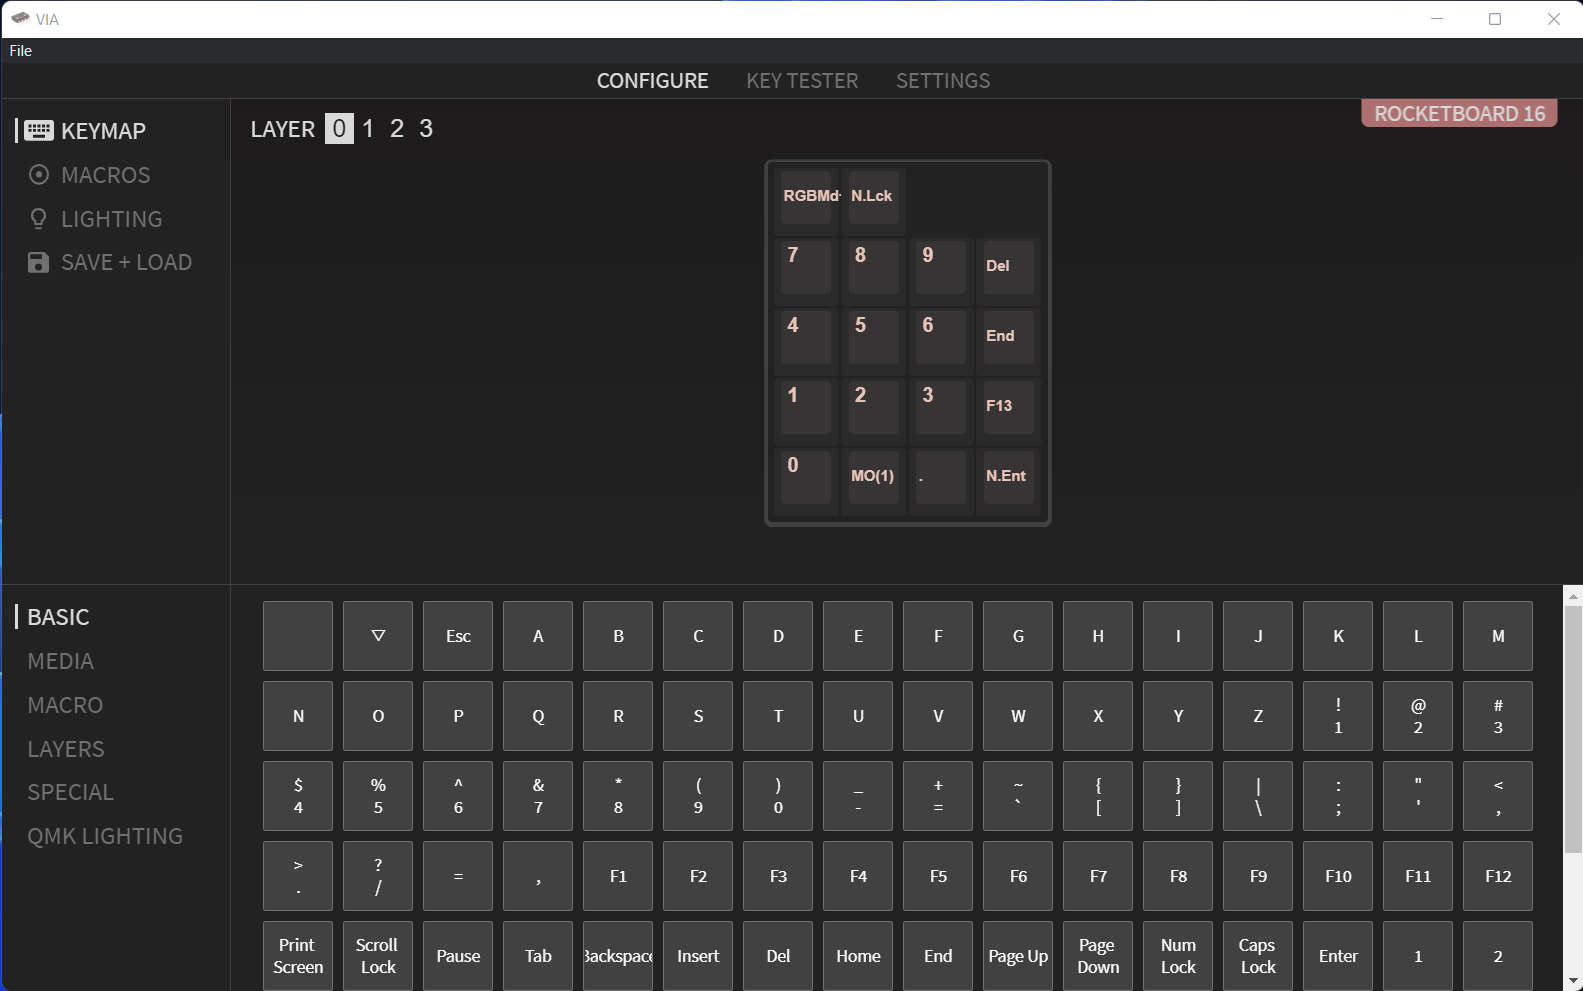 VIA
File
CONFIGURE KEY TESTER SETTINGS
KEYMAP
MACROS
LIGHTING
SAVE + LOAD
LAYER 0 1 2 3
ROCKETBOARD 16
RGBMd+ N.Lck
7 8 9 Del
4 5 6 End
1 2 3 F13
0 MO(1) . N.Ent
BASIC
MEDIA
MACRO
LAYERS
SPECIAL
QMK LIGHTING
▽ Esc A B C D E F G H I J K L M
N O P Q R S T U V W X Y Z ! @ #
1 2 3
$ % ^ & * ( ) _ + ~ { } | : " <
4 5 6 7 8 9 0 - = ` [ ] \ ; ' ,
> ? = , F1 F2 F3 F4 F5 F6 F7 F8 F9 F10 F11 F12
. /
Print Scroll Pause Tab Backspace Insert Del Home End Page Up Page Num Caps Enter 1 2
Screen Lock Down Lock Lock